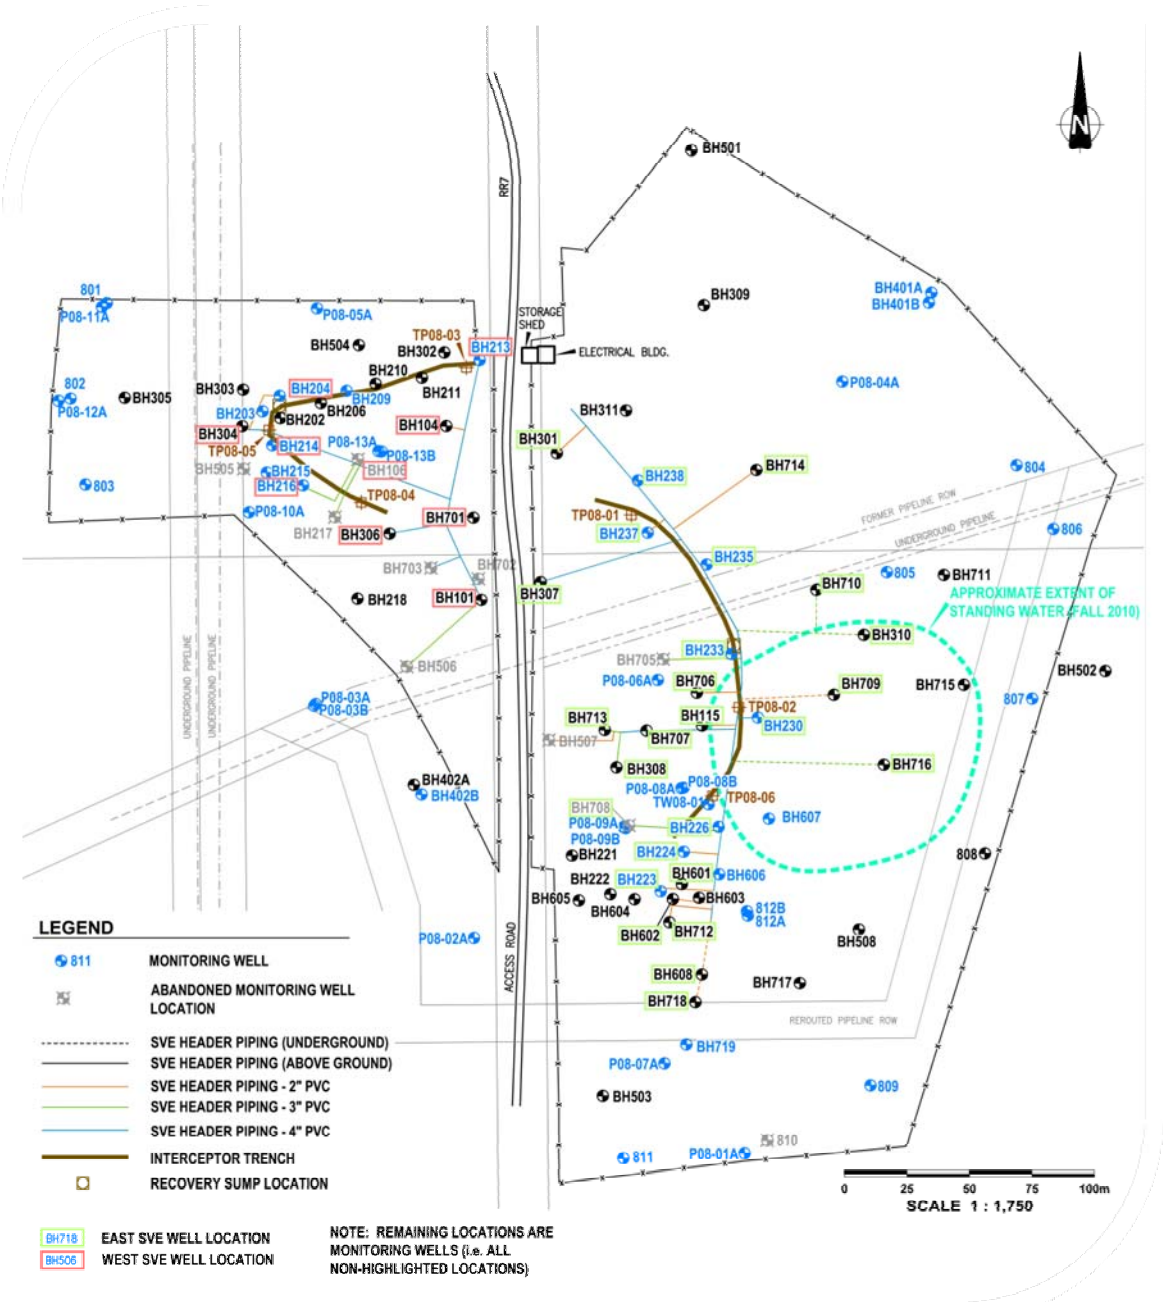 N
BH501
RR7
BH309
BH401A
BH401B
801
P08-11A
P08-05A
STORAGE
SHED
TP08-03
BH213
ELECTRICAL BLDG.
BH504
BH302
BH210
BH211
P08-04A
802
P08-12A
BH305
BH303
BH204
BH209
BH206
BH203
BH202
BH311
BH304
BH104
BH301
TP08-05
BH214
P08-13A
P08-13B
BH505
BH215
BH106
BH216
803
TP08-04
P08-10A
BH217
BH701
BH306
BH238
BH714
804
FORMER PIPELINE ROW
UNDERGROUND PIPELINE
TP08-01
BH237
806
BH703
BH702
BH235
BH218
BH101
BH307
BH710
805
BH711
APPROXIMATE EXTENT OF
STANDING WATER (FALL 2010)
BH310
UNDERGROUND PIPELINE
UNDERGROUND PIPELINE
BH506
BH705
BH233
P08-06A
BH706
BH709
BH715
BH502
807
P08-03A
P08-03B
BH713
BH115
TP08-02
BH230
BH507
BH707
BH308
BH716
BH402A
BH402B
P08-08A
P08-08B
TW08-01
TP08-06
BH708
P08-09A
P08-09B
BH226
BH607
BH221
BH224
808
BH222
BH223
BH601
BH606
BH605
BH604
BH603
812B
812A
BH602
BH712
BH508
P08-02A
ACCESS ROAD
BH608
BH717
BH718
REROUTED PIPELINE ROW
BH719
P08-07A
809
BH503
810
811
P08-01A
LEGEND
811 MONITORING WELL
ABANDONED MONITORING WELL
LOCATION
SVE HEADER PIPING (UNDERGROUND)
SVE HEADER PIPING (ABOVE GROUND)
SVE HEADER PIPING - 2" PVC
SVE HEADER PIPING - 3" PVC
SVE HEADER PIPING - 4" PVC
INTERCEPTOR TRENCH
RECOVERY SUMP LOCATION
BH718 EAST SVE WELL LOCATION
BH506 WEST SVE WELL LOCATION
NOTE: REMAINING LOCATIONS ARE
MONITORING WELLS (i.e. ALL
NON-HIGHLIGHTED LOCATIONS)
0 25 50 75 100m
SCALE 1 : 1,750